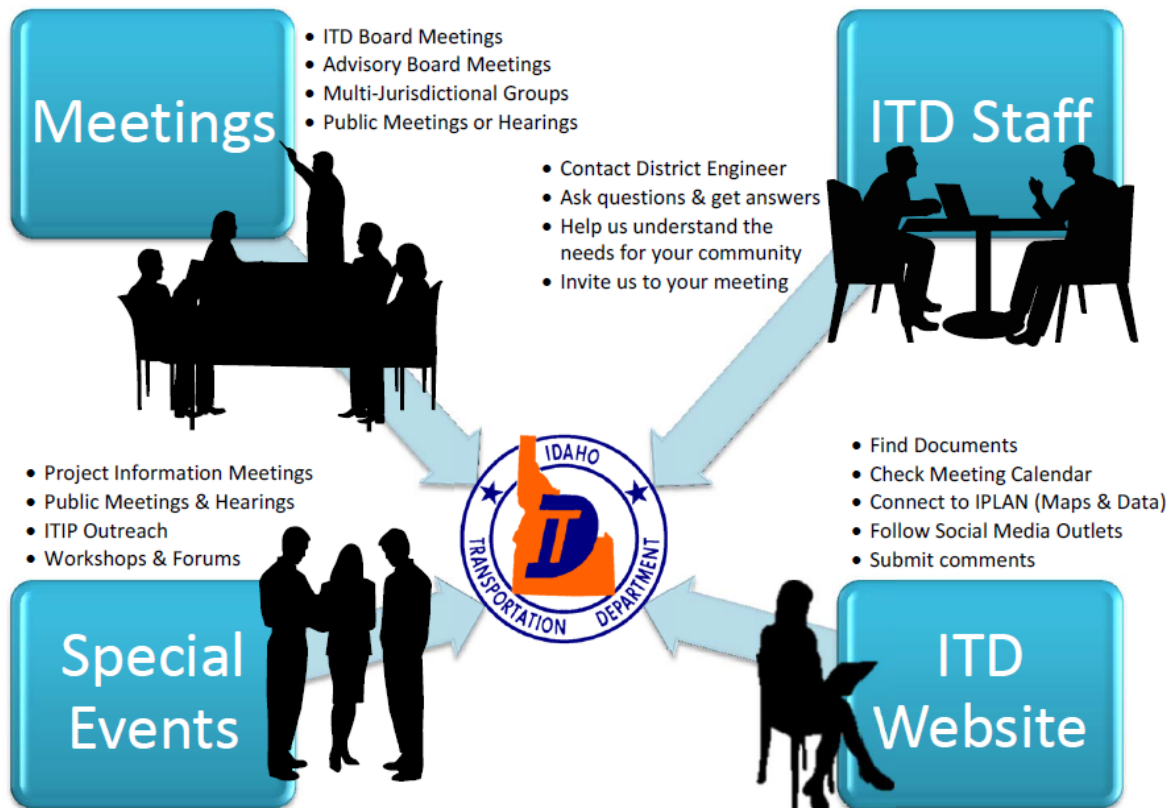 Meetings
• ITD Board Meetings
• Advisory Board Meetings
• Multi-Jurisdictional Groups
• Public Meetings or Hearings
ITD Staff
• Contact District Engineer
• Ask questions & get answers
• Help us understand the
needs for your community
• Invite us to your meeting
• Project Information Meetings
• Public Meetings & Hearings
• ITIP Outreach
• Workshops & Forums
Special
Events
IDAHO
TRANSPORTATION DEPARTMENT
ITD
• Find Documents
• Check Meeting Calendar
• Connect to IPLAN (Maps & Data)
• Follow Social Media Outlets
• Submit comments
ITD
Website